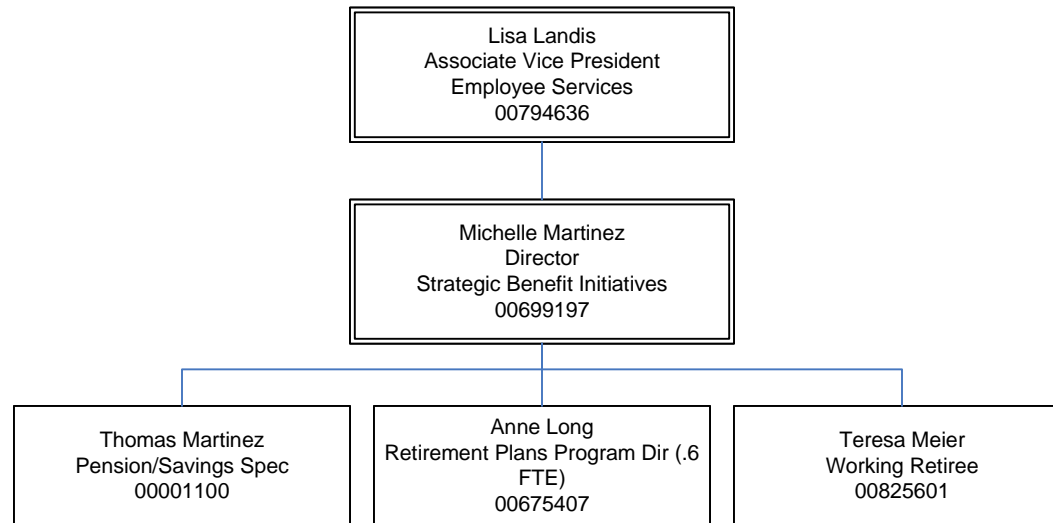 Lisa Landis
Associate Vice President
Employee Services
00794636
Michelle Martinez
Director
Strategic Benefit Initiatives
00699197
Thomas Martinez
Pension/Savings Spec
00001100
Anne Long
Retirement Plans Program Dir (.6
FTE)
00675407
Teresa Meier
Working Retiree
00825601